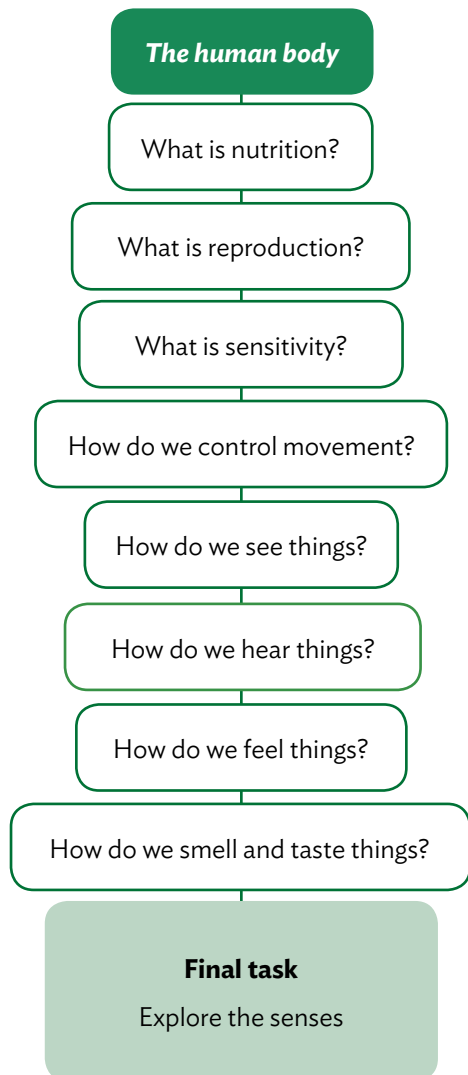 The human body
What is nutrition?
What is reproduction?
What is sensitivity?
How do we control movement?
How do we see things?
How do we hear things?
How do we feel things?
How do we smell and taste things?
Final task
Explore the senses